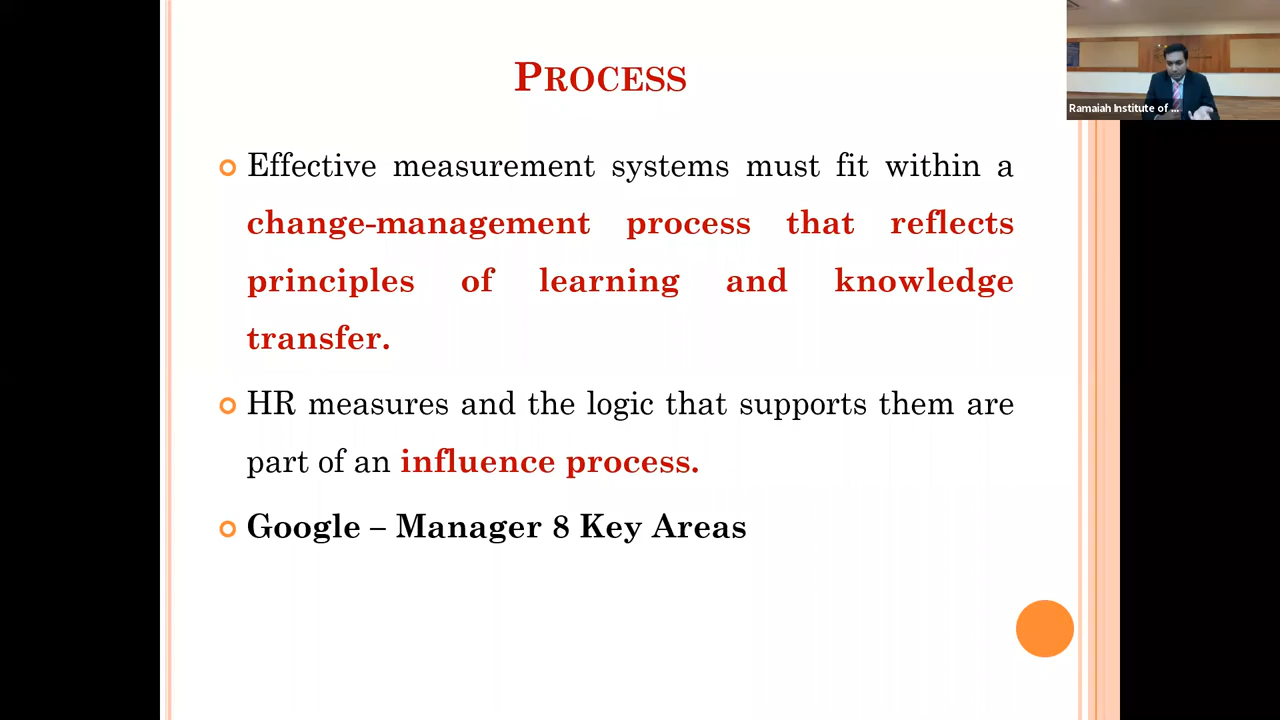 PROCESS
Ramaiah Institute of ...
Effective measurement systems must fit within a
change-management process that reflects
principles of learning and knowledge
transfer.
HR measures and the logic that supports them are
part of an influence process.
Google – Manager 8 Key Areas